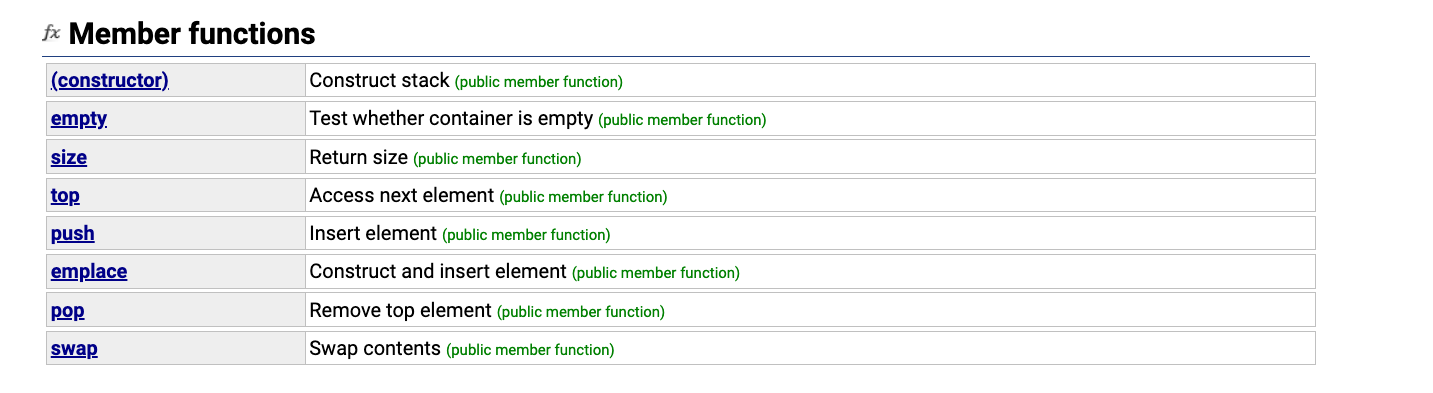 fx Member functions
(constructor) Construct stack (public member function)
empty Test whether container is empty (public member function)
size Return size (public member function)
top Access next element (public member function)
push Insert element (public member function)
emplace Construct and insert element (public member function)
pop Remove top element (public member function)
swap Swap contents (public member function)